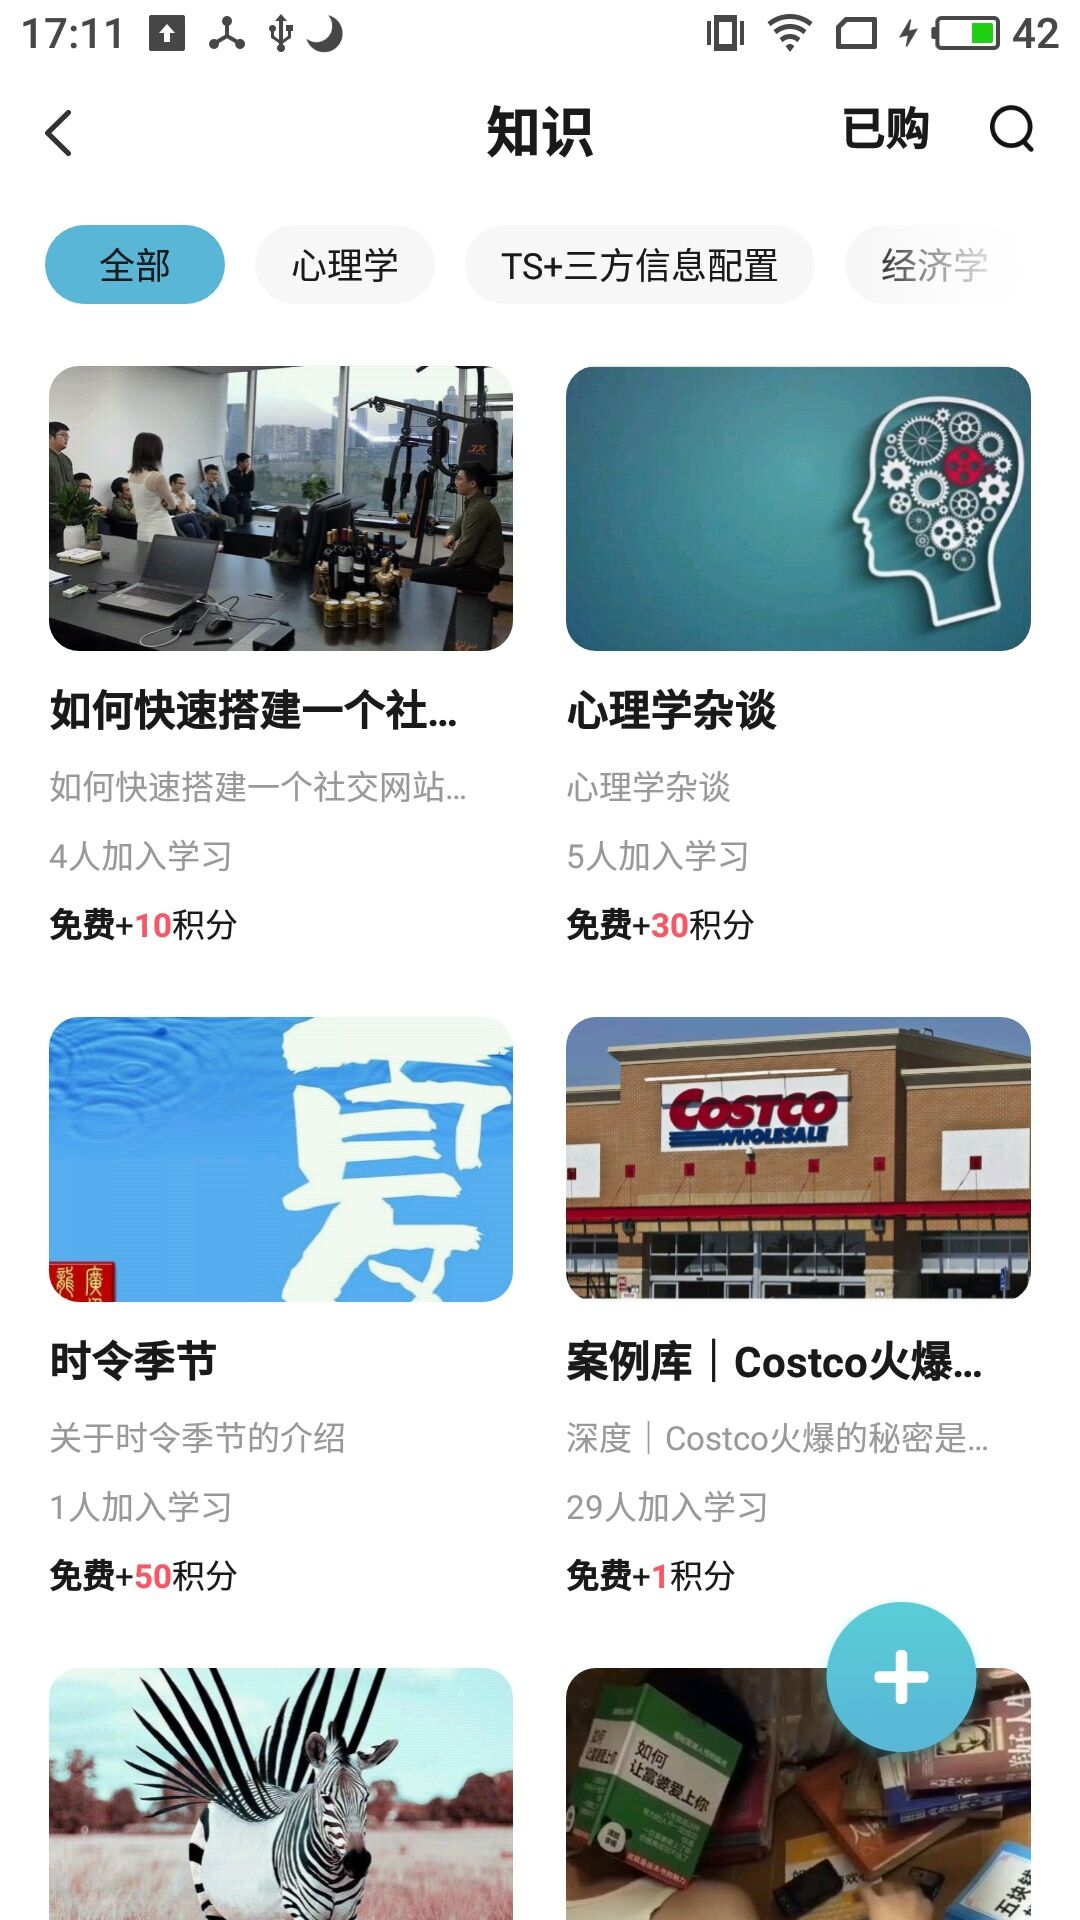 17:11
42
知识
已购
全部
心理学
TS+三方信息配置
经济学
如何快速搭建一个社...
心理学杂谈
如何快速搭建一个社交网站...
心理学杂谈
4人加入学习
5人加入学习
免费+10积分
免费+30积分
夏
COSTCO
WHOLESALE
时令季节
案例库｜Costco火爆...
关于时令季节的介绍
深度｜Costco火爆的秘密是...
1人加入学习
29人加入学习
免费+50积分
免费+1积分
如何
让富婆爱上你
五块钱